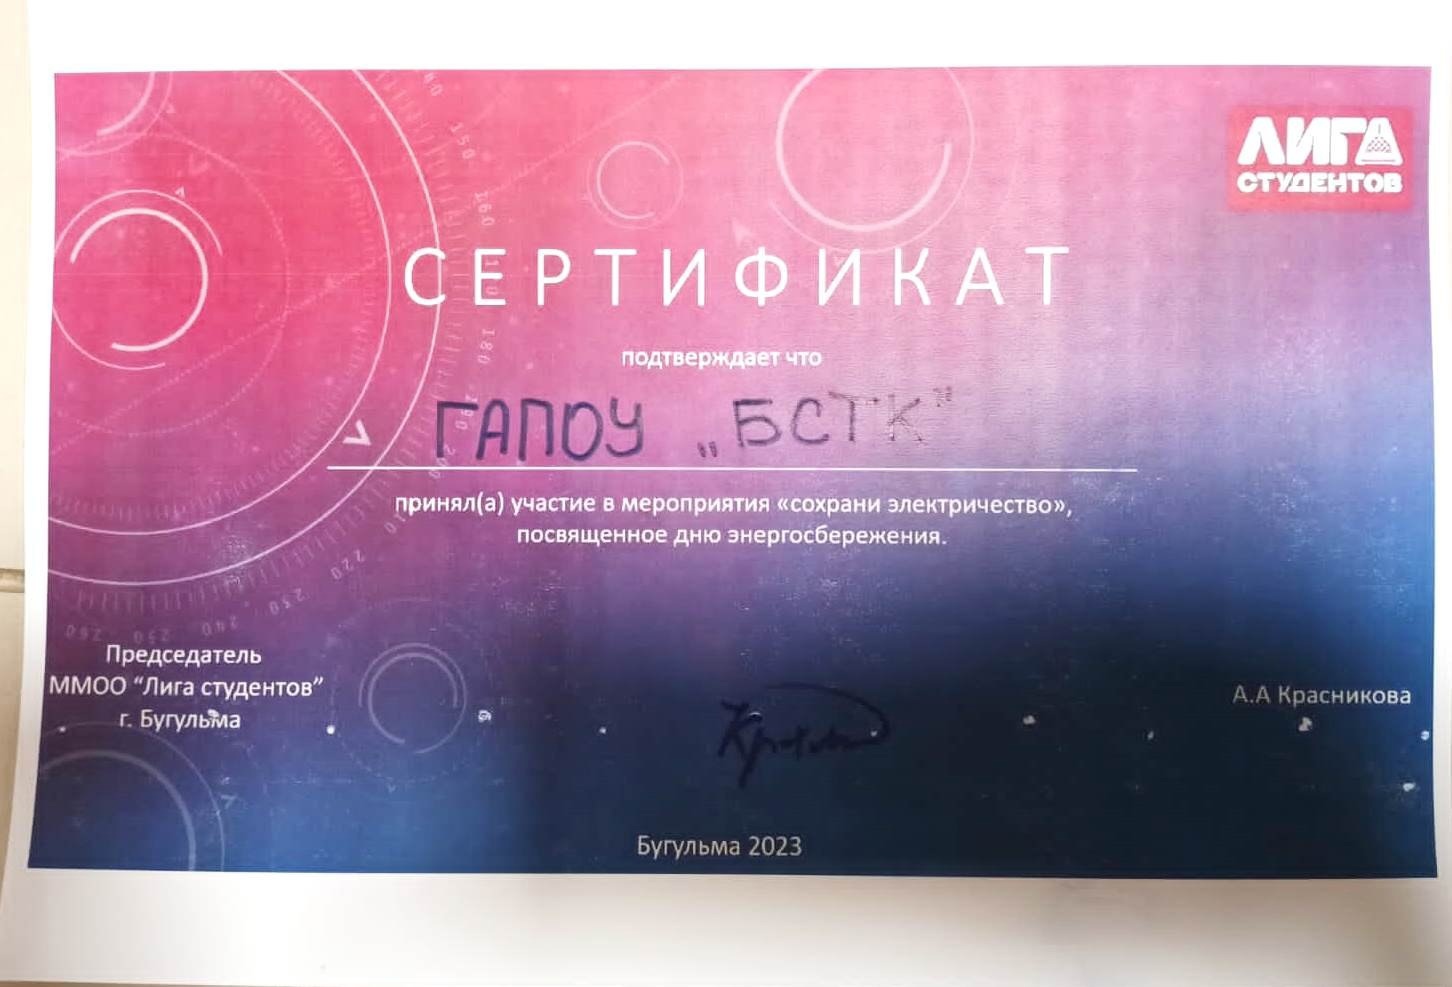 ЛИГА
СТУДЕНТОВ
СЕРТИФИКАТ
подтверждает что
ГАПОУ „БСТК"
принял(а) участие в мероприятия «сохрани электричество»,
посвященное дню энергосбережения.
Председатель
ММОО “Лига студентов”
г. Бугульма
А.А Красникова
Бугульма 2023